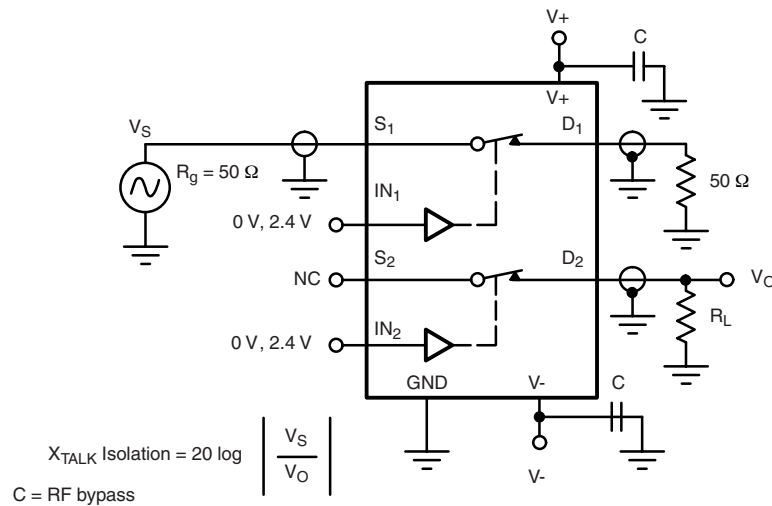 V+
C
V+
VS
S1
D1
Rg = 50 Ω
50 Ω
IN1
0 V, 2.4 V
S2
D2
NC
VO
RL
IN2
0 V, 2.4 V
GND
V-
C
XTALK Isolation = 20 log | VS / VO |
V-
C = RF bypass